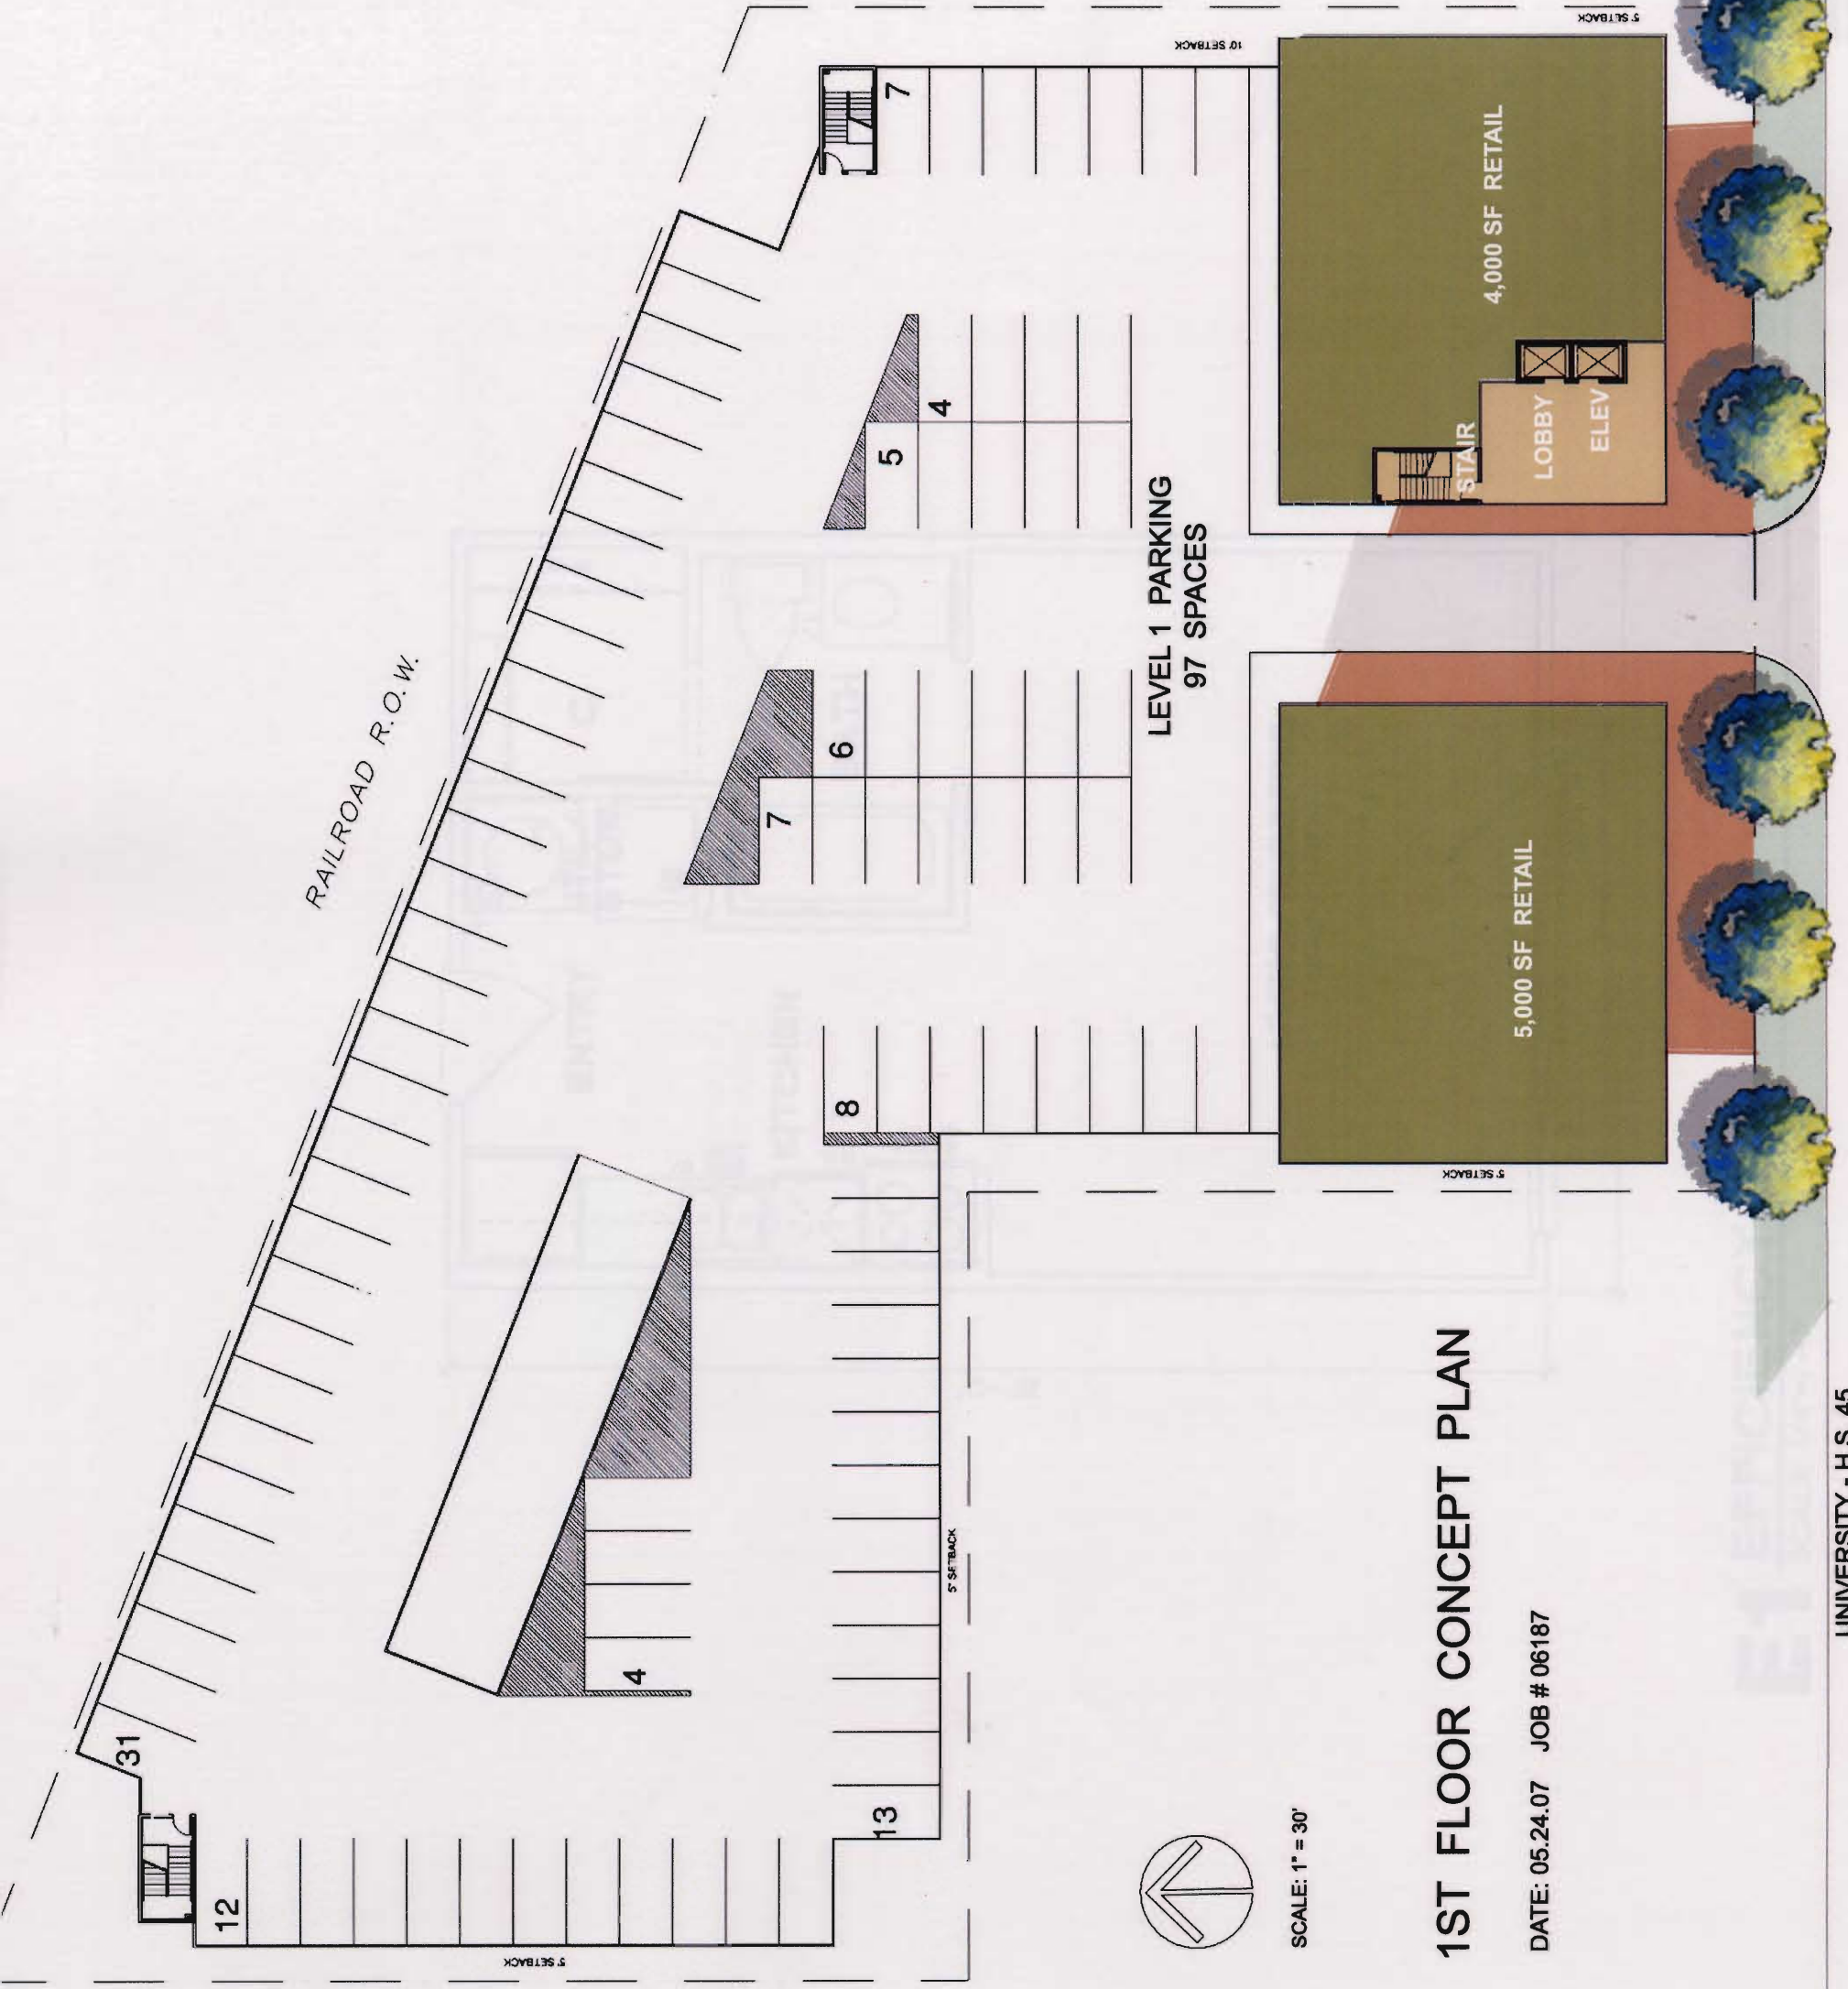 RAILROAD R.O.W.
10' SETBACK
5' SETBACK
7
4
5
6
7
8
4
31
12
13
LEVEL 1 PARKING
97 SPACES
4,000 SF RETAIL
STAIR
LOBBY
ELEV
5,000 SF RETAIL
5' SETBACK
5' SETBACK
5' SETBACK
SCALE: 1" = 30'
1ST FLOOR CONCEPT PLAN
DATE: 05.24.07 JOB # 06187
UNIVERSITY - H.S. 45